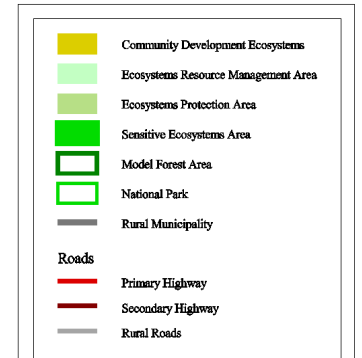 Community Development Ecosystems
Ecosystems Resource Management Area
Ecosystems Protection Area
Sensitive Ecosystems Area
Model Forest Area
National Park
Rural Municipality
Roads
Primary Highway
Secondary Highway
Rural Roads